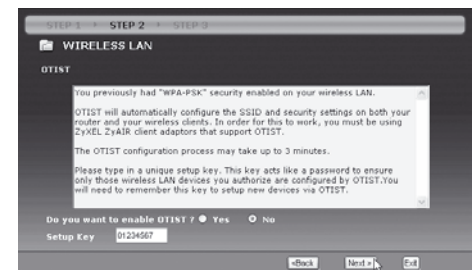 STEP 1 STEP 2 STEP 3
WIRELESS LAN
OTIST
You previously had "WPA-PSK" security enabled on your wireless LAN.
OTIST will automatically configure the SSID and security settings on both your
router and your wireless clients. In order for this to work, you must be using
ZyXEL ZyAIR client adaptors that support OTIST.
The OTIST configuration process may take up to 3 minutes.
Please type in a unique setup key. This key acts like a password to ensure
only those wireless LAN devices you authorize are configured by OTIST.You
will need to remember this key to setup new devices via OTIST.
Do you want to enable OTIST ? Yes No
Setup Key 01234567
<Back Next > Exit